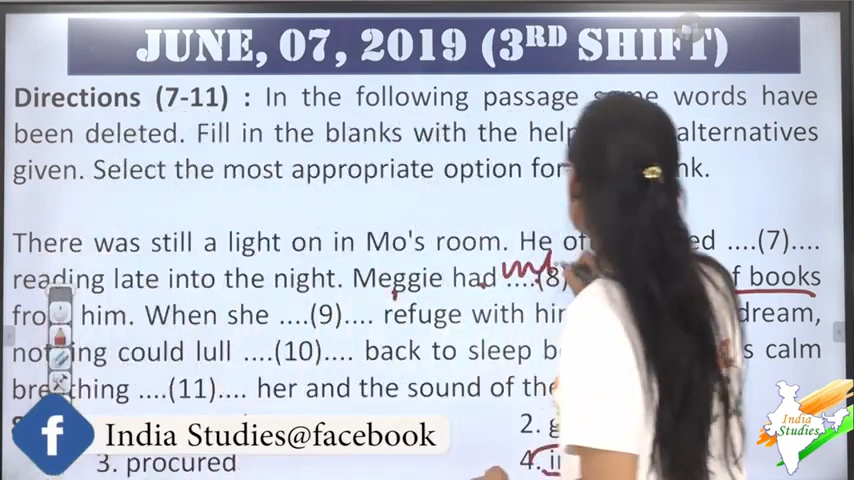 JUNE, 07, 2019 (3RD SHIFT)
Directions (7-11) : In the following passage some words have
been deleted. Fill in the blanks with the help alternatives
given. Select the most appropriate option for
There was still a light on in Mo's room. He ....(7)....
reading late into the night. Meggie had ....(8) of books
from him. When she ....(9).... refuge with him dream,
nothing could lull ....(10).... back to sleep calm
breathing ....(11).... her and the sound of the
2.
3. procured
4.
f India Studies@facebook
India
Studies